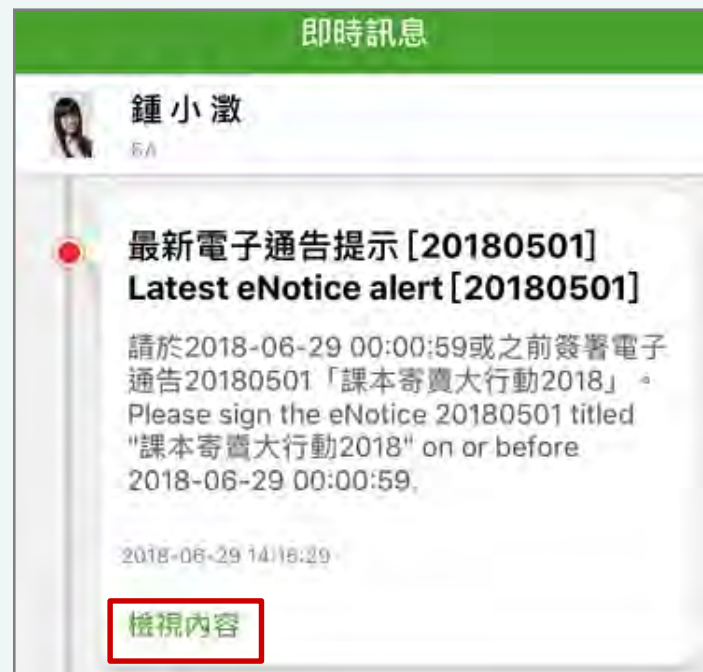 即時訊息
鍾小澂
最新電子通告提示[20180501]
Latest eNotice alert[20180501]
請於2018-06-29 00:00:59或之前簽署電子
通告20180501「課本寄賣大行動2018」。
Please sign the eNotice 20180501 titled
"課本寄賣大行動2018" on or before
2018-06-29 00:00:59.
2018-06-29 14:16:29
檢視內容